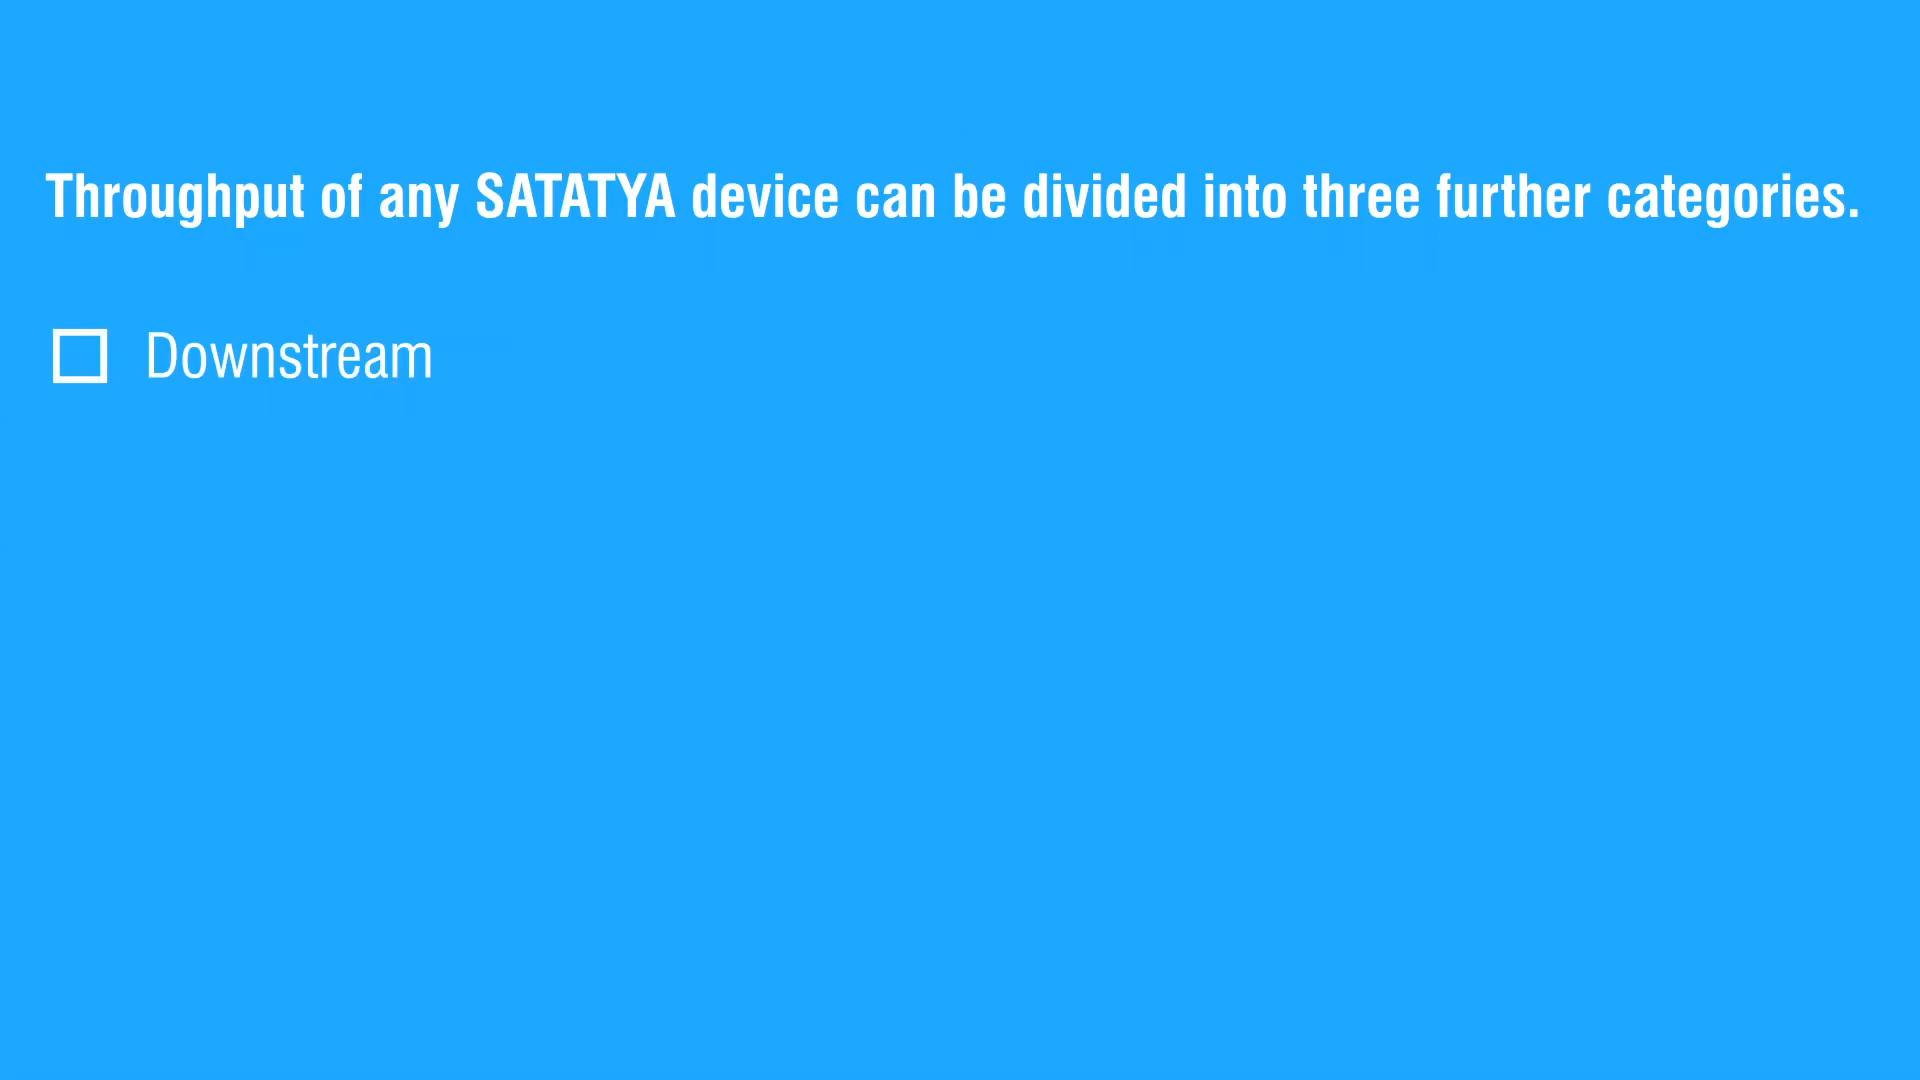 Throughput of any SATATYA device can be divided into three further categories.
Downstream